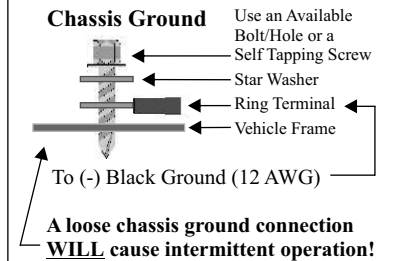 Chassis Ground
Use an Available
Bolt/Hole or a
Self Tapping Screw
Star Washer
Ring Terminal
Vehicle Frame
To (-) Black Ground (12 AWG)
A loose chassis ground connection
WILL cause intermittent operation!